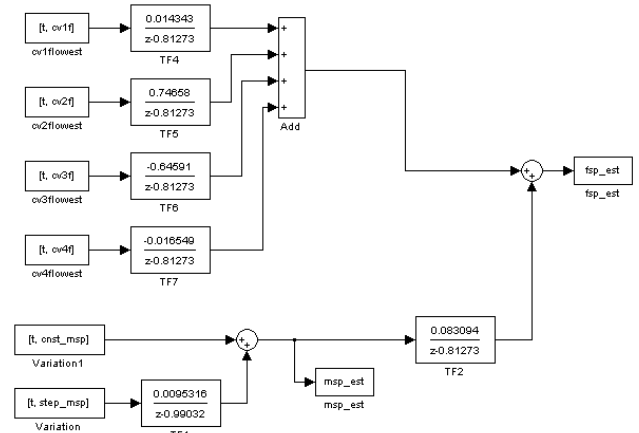 [t, cv1f]
cv1flowest
0.014343
z-0.81273
TF4
[t, cv2f]
cv2flowest
0.74658
z-0.81273
TF5
[t, cv3f]
cv3flowest
-0.64591
z-0.81273
TF6
[t, cv4f]
cv4flowest
-0.016549
z-0.81273
TF7
+
+
+
+
Add
+
+
fsp_est
fsp_est
[t, cnst_msp]
Variation1
[t, step_msp]
Variation
0.0095316
z-0.99032
+
+
msp_est
msp_est
0.083094
z-0.81273
TF2